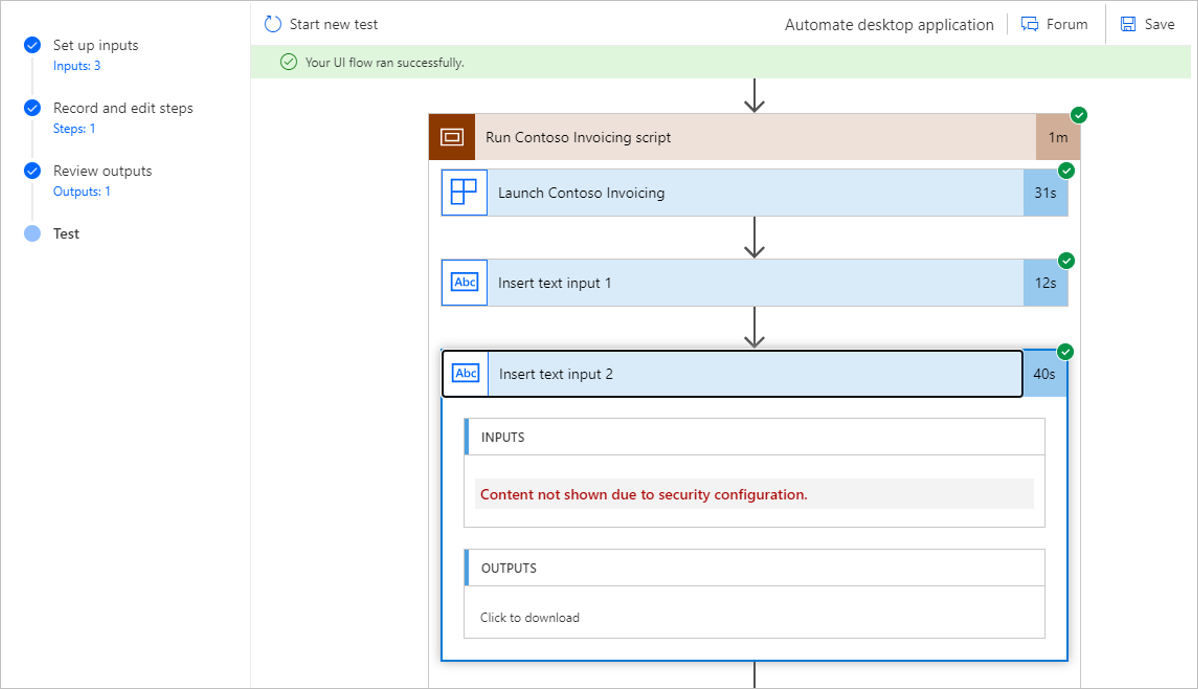 Set up inputs
Inputs: 3
Record and edit steps
Steps: 1
Review outputs
Outputs: 1
Test
Start new test
Automate desktop application
Forum
Save
Your UI flow ran successfully.
Run Contoso Invoicing script
1m
Launch Contoso Invoicing
31s
Abc
Insert text input 1
12s
Abc
Insert text input 2
40s
INPUTS
Content not shown due to security configuration.
OUTPUTS
Click to download